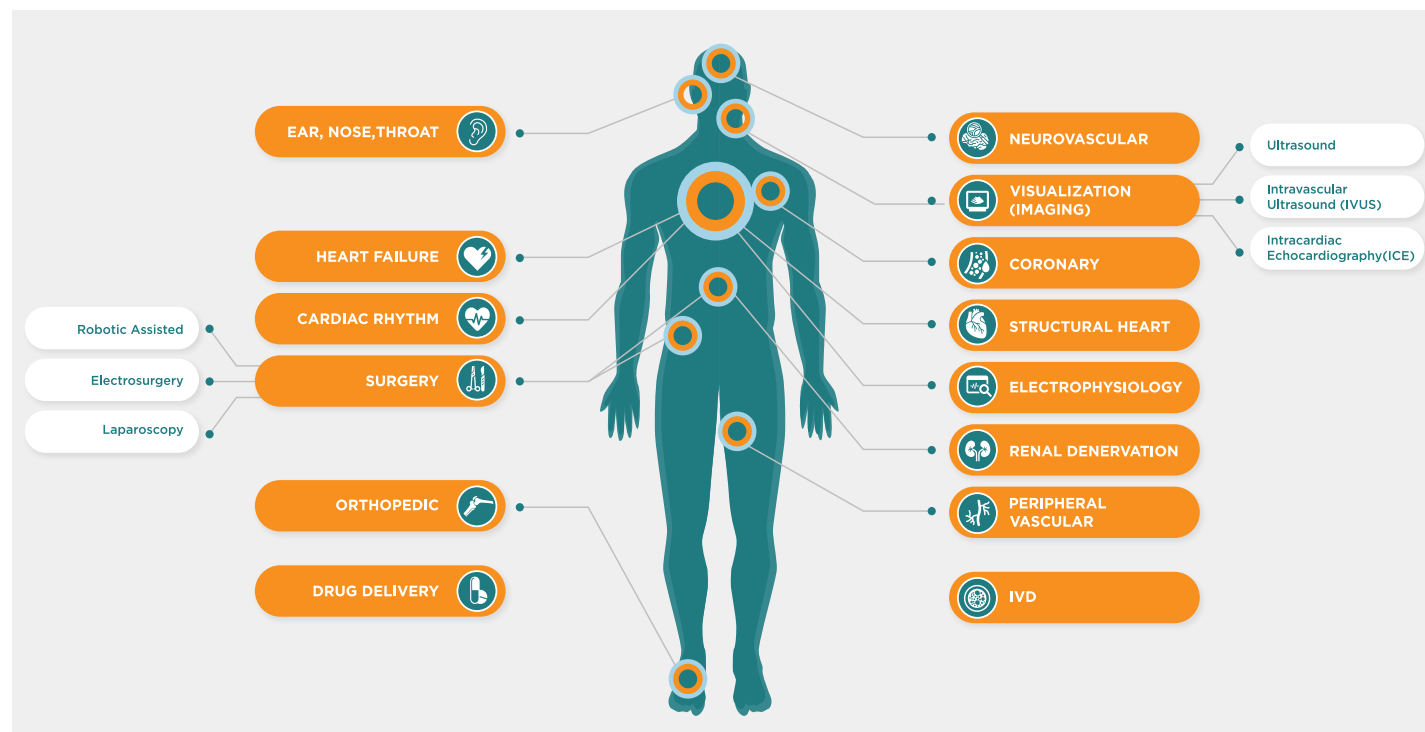 EAR, NOSE,THROAT
HEART FAILURE
CARDIAC RHYTHM
SURGERY
Robotic Assisted
Electrosurgery
Laparoscopy
ORTHOPEDIC
DRUG DELIVERY
NEUROVASCULAR
VISUALIZATION
(IMAGING)
Ultrasound
Intravascular
Ultrasound (IVUS)
Intracardiac
Echocardiography(ICE)
CORONARY
STRUCTURAL HEART
ELECTROPHYSIOLOGY
RENAL DENERVATION
PERIPHERAL
VASCULAR
IVD